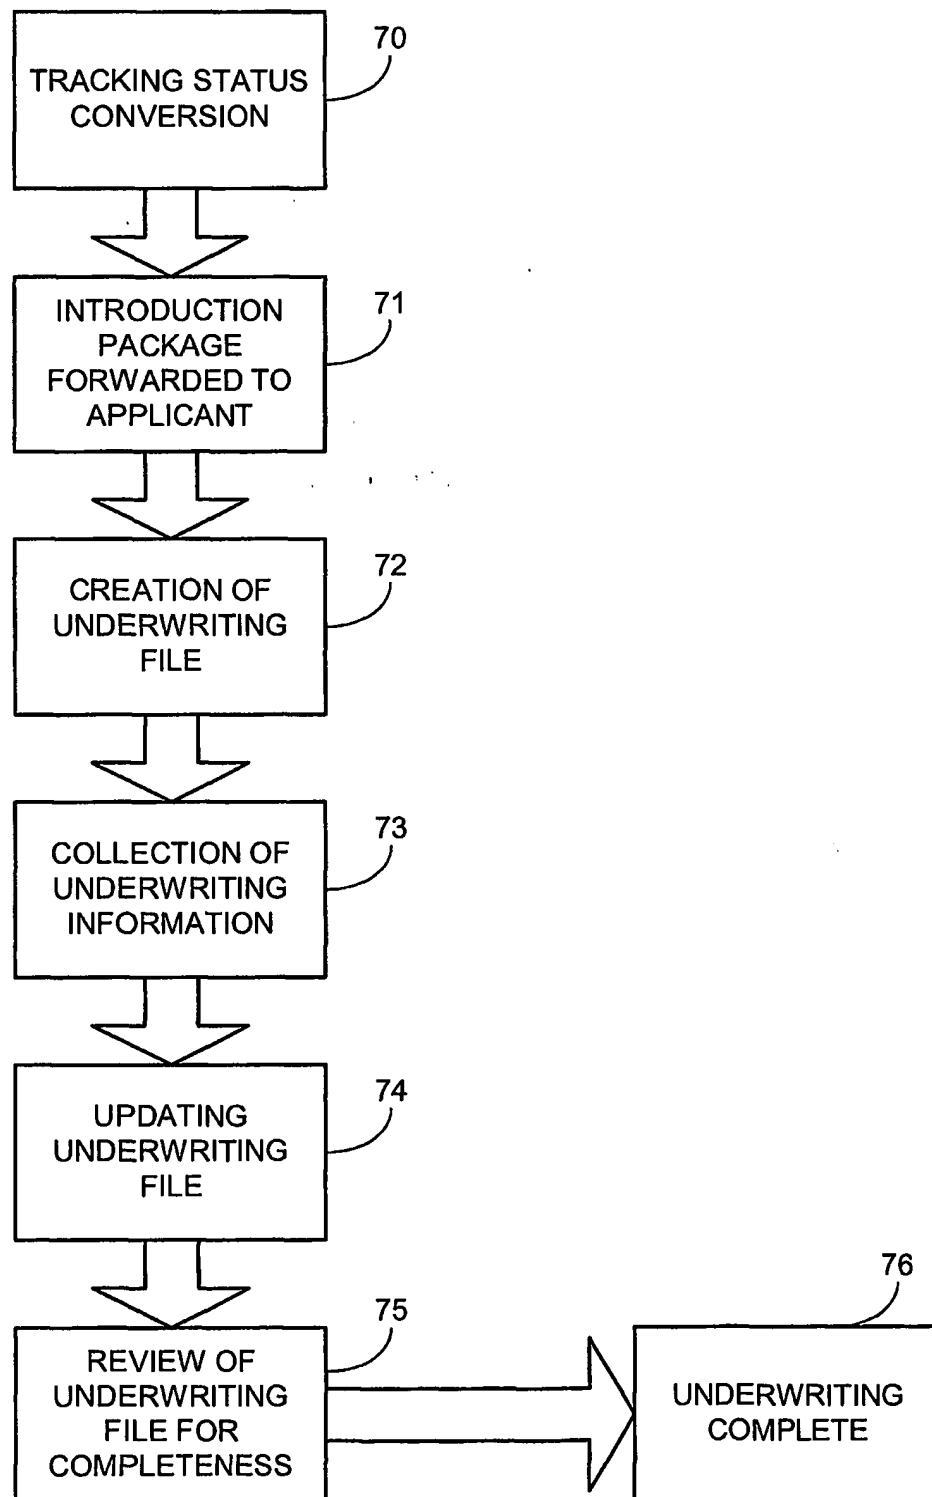 70
TRACKING STATUS
CONVERSION
71
INTRODUCTION
PACKAGE
FORWARDED TO
APPLICANT
72
CREATION OF
UNDERWRITING
FILE
73
COLLECTION OF
UNDERWRITING
INFORMATION
74
UPDATING
UNDERWRITING
FILE
75
REVIEW OF
UNDERWRITING
FILE FOR
COMPLETENESS
76
UNDERWRITING
COMPLETE